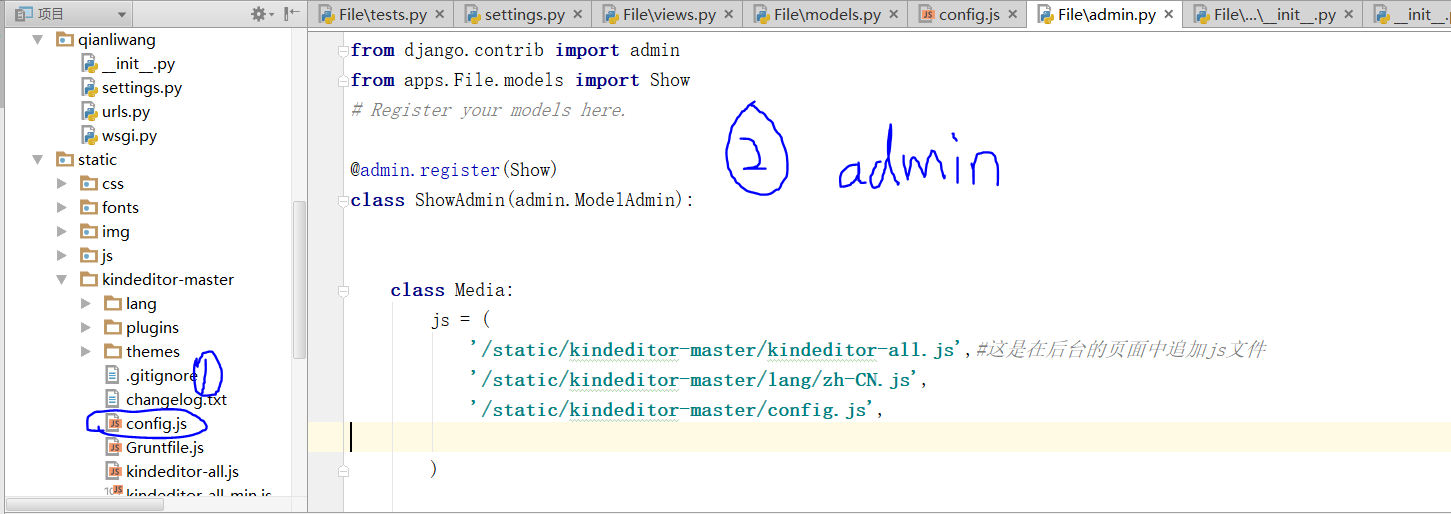 项目
File\tests.py
settings.py
File\views.py
File\models.py
config.js
File\admin.py
File\...\__init__.py
__init__.
qianliwang
__init__.py
settings.py
urls.py
wsgi.py
static
css
fonts
img
js
kindeditor-master
lang
plugins
themes
.gitignore
1
changelog.txt
config.js
Gruntfile.js
kindeditor-all.js
kindeditor-all-min.js
from django.contrib import admin
from apps.File.models import Show
# Register your models here.
2 admin
@admin.register(Show)
class ShowAdmin(admin.ModelAdmin):
class Media:
js = (
'/static/kindeditor-master/kindeditor-all.js',#这是在后台的页面中追加js文件
'/static/kindeditor-master/lang/zh-CN.js',
'/static/kindeditor-master/config.js',
)